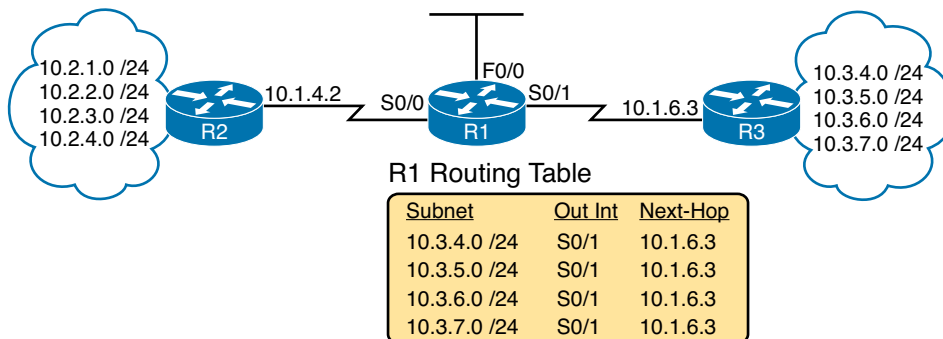 10.2.1.0 /24
10.2.2.0 /24
10.2.3.0 /24
10.2.4.0 /24
R2
10.1.4.2
S0/0
F0/0
R1
S0/1
10.1.6.3
R3
10.3.4.0 /24
10.3.5.0 /24
10.3.6.0 /24
10.3.7.0 /24
R1 Routing Table
Subnet Out Int Next-Hop
10.3.4.0 /24 S0/1 10.1.6.3
10.3.5.0 /24 S0/1 10.1.6.3
10.3.6.0 /24 S0/1 10.1.6.3
10.3.7.0 /24 S0/1 10.1.6.3